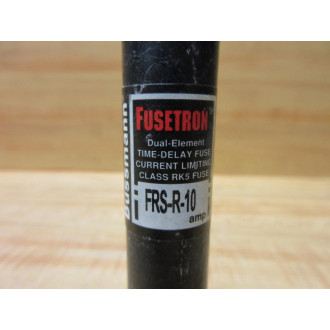 Bussmann
FUSETRON
Dual-Element
TIME-DELAY FUSE
CURRENT LIMITING
CLASS RK5 FUSE
FRS-R-10
amp